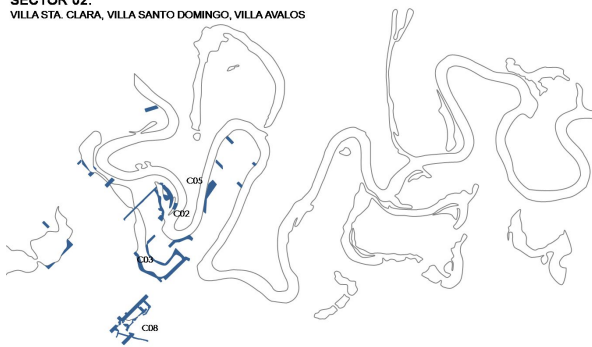 SECTOR 02:
VILLA STA. CLARA, VILLA SANTO DOMINGO, VILLA AVALOS
C05
C02
C03
C08